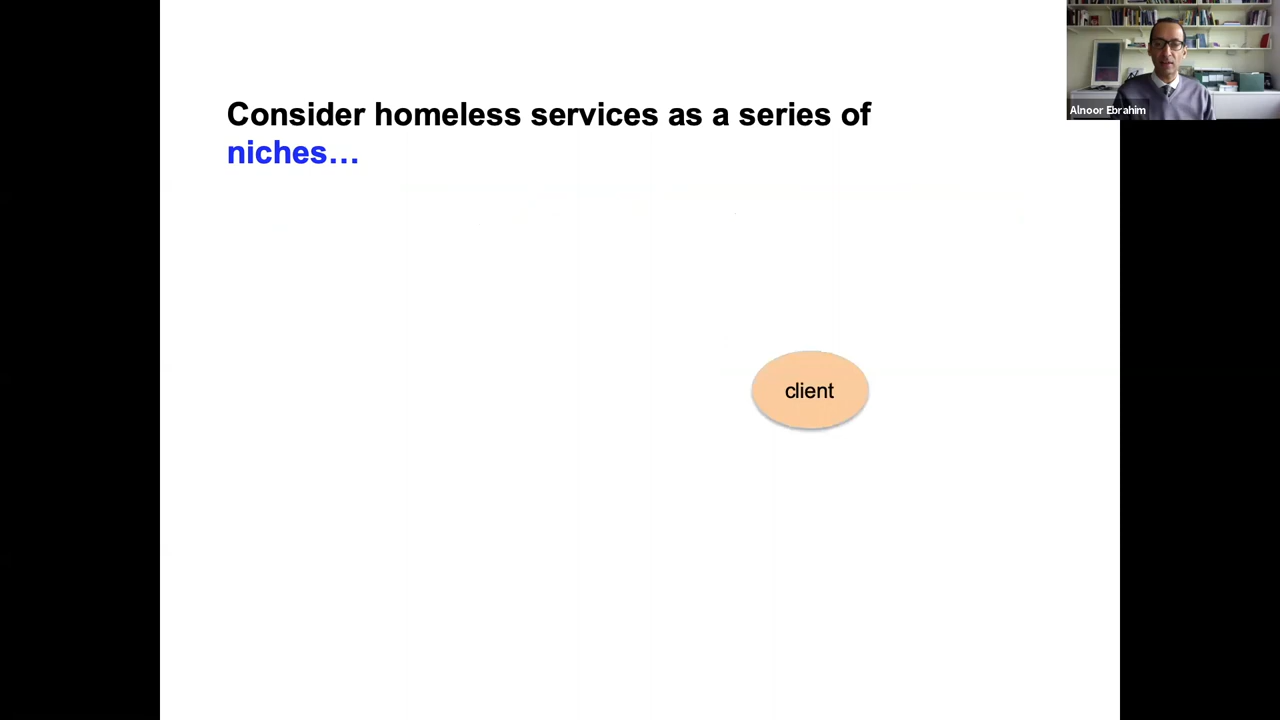 Consider homeless services as a series of
niches…
client
Alnoor Ebrahim